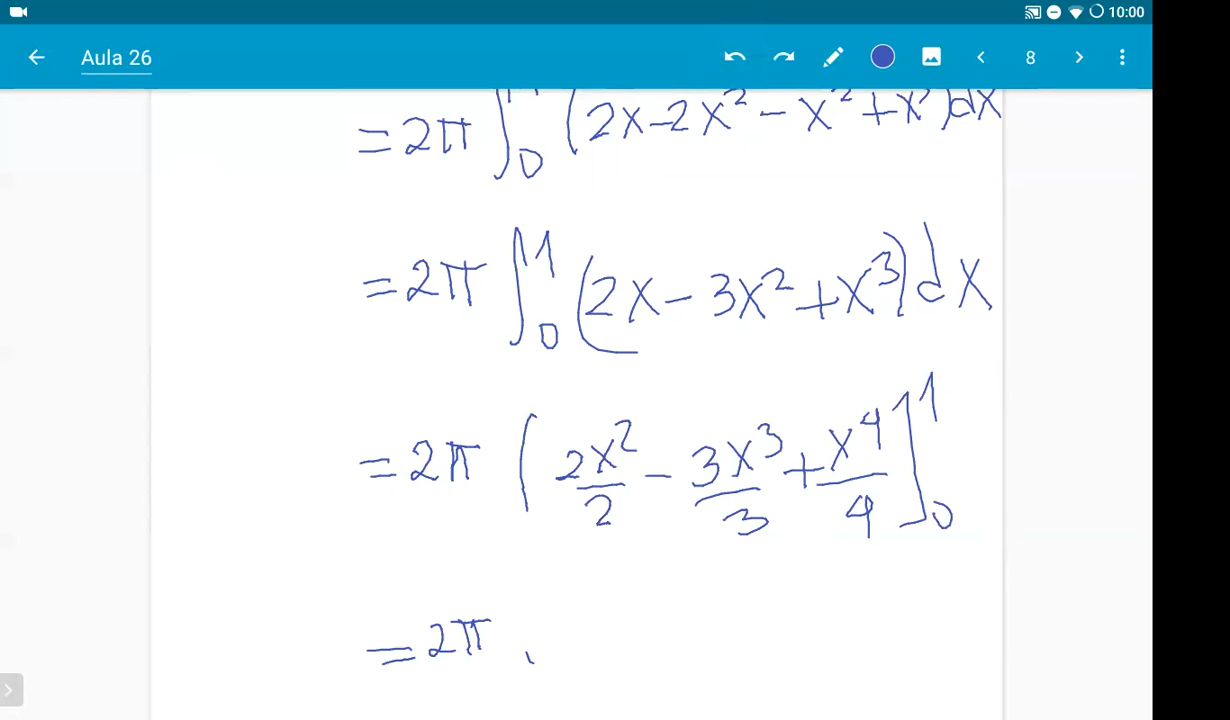 10:00
Aula 26
8
=2π ∫₀¹ (2x-2x²-x²+x³)dx
=2π ∫₀¹ (2x-3x²+x³)dx
=2π [2x²/2 - 3x³/3 + x⁴/4]₀¹
=2π